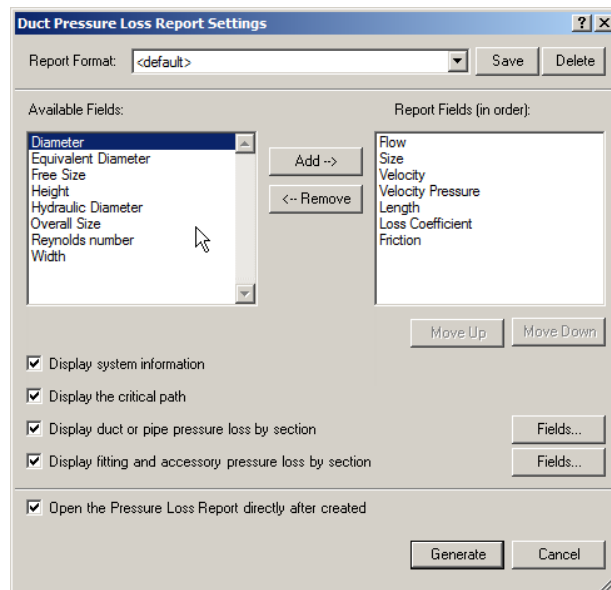 Duct Pressure Loss Report Settings
Report Format: <default> Save Delete
Available Fields: Report Fields (in order):
Diameter
Equivalent Diameter
Free Size
Height
Hydraulic Diameter
Overall Size
Reynolds number
Width
Add -->
<-- Remove
Flow
Size
Velocity
Velocity Pressure
Length
Loss Coefficient
Friction
Move Up Move Down
Display system information
Display the critical path
Display duct or pipe pressure loss by section Fields...
Display fitting and accessory pressure loss by section Fields...
Open the Pressure Loss Report directly after created
Generate Cancel